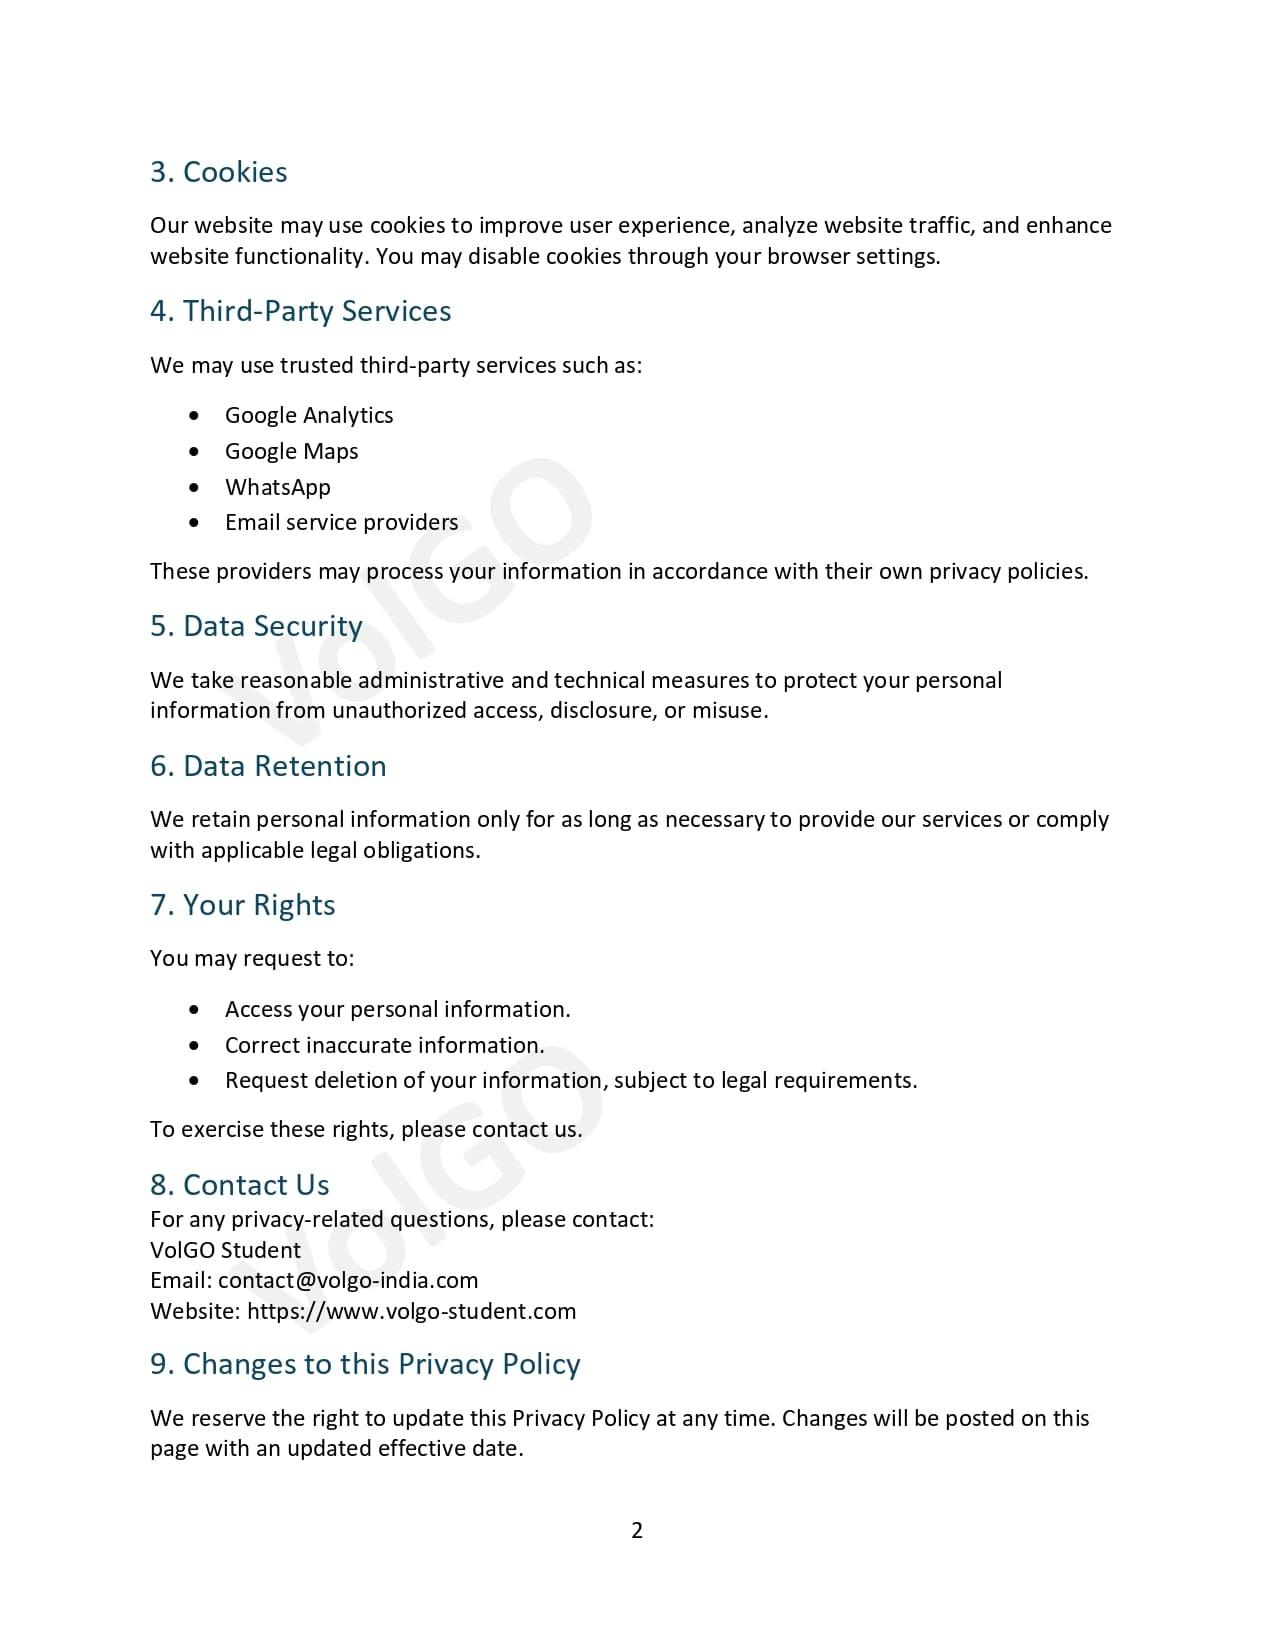 3. Cookies
Our website may use cookies to improve user experience, analyze website traffic, and enhance
website functionality. You may disable cookies through your browser settings.
4. Third-Party Services
We may use trusted third-party services such as:
• Google Analytics
• Google Maps
• WhatsApp
• Email service providers
These providers may process your information in accordance with their own privacy policies.
5. Data Security
We take reasonable administrative and technical measures to protect your personal
information from unauthorized access, disclosure, or misuse.
6. Data Retention
We retain personal information only for as long as necessary to provide our services or comply
with applicable legal obligations.
7. Your Rights
You may request to:
• Access your personal information.
• Correct inaccurate information.
• Request deletion of your information, subject to legal requirements.
To exercise these rights, please contact us.
8. Contact Us
For any privacy-related questions, please contact:
VolGO Student
Email: contact@volgo-india.com
Website: https://www.volgo-student.com
9. Changes to this Privacy Policy
We reserve the right to update this Privacy Policy at any time. Changes will be posted on this
page with an updated effective date.
2
VolGO
VolGO